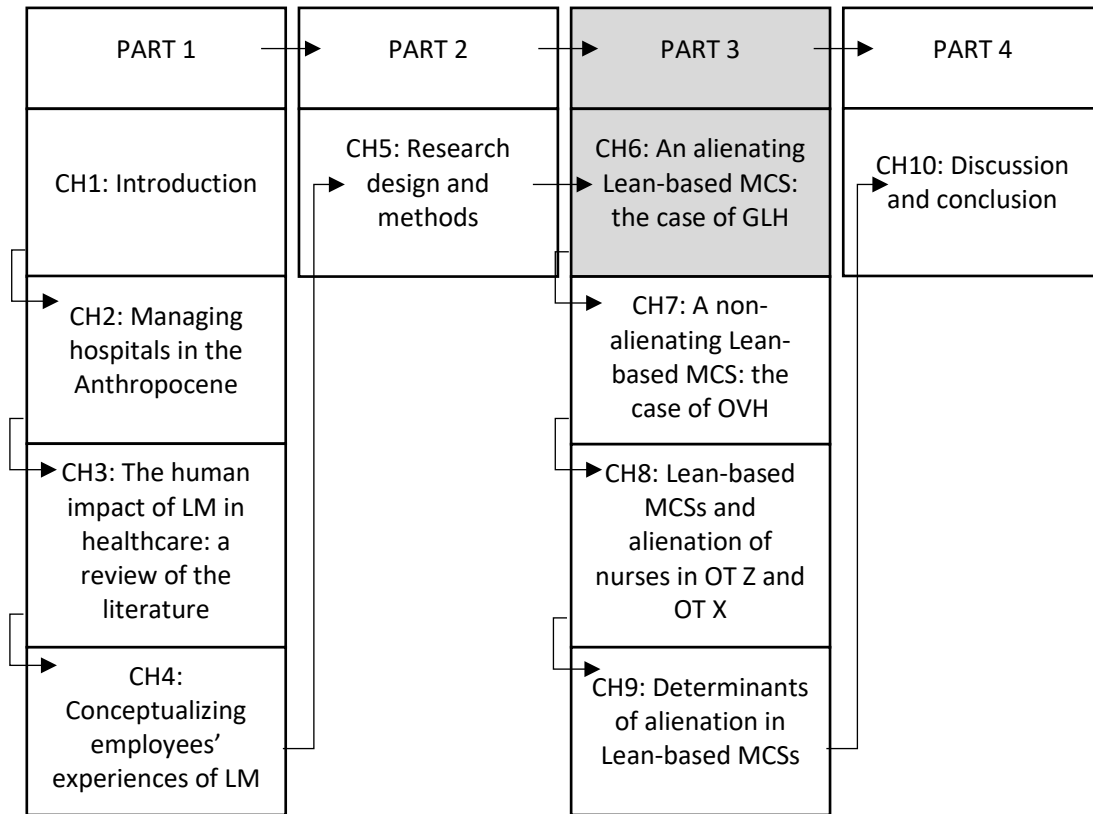 PART 1
PART 2
PART 3
PART 4
CH1: Introduction
CH2: Managing
hospitals in the
Anthropocene
CH3: The human
impact of LM in
healthcare: a
review of the
literature
CH4:
Conceptualizing
employees’
experiences of LM
CH5: Research
design and
methods
CH6: An alienating
Lean-based MCS:
the case of GLH
CH7: A non-
alienating Lean-
based MCS: the
case of OVH
CH8: Lean-based
MCSs and
alienation of
nurses in OT Z and
OT X
CH9: Determinants
of alienation in
Lean-based MCSs
CH10: Discussion
and conclusion